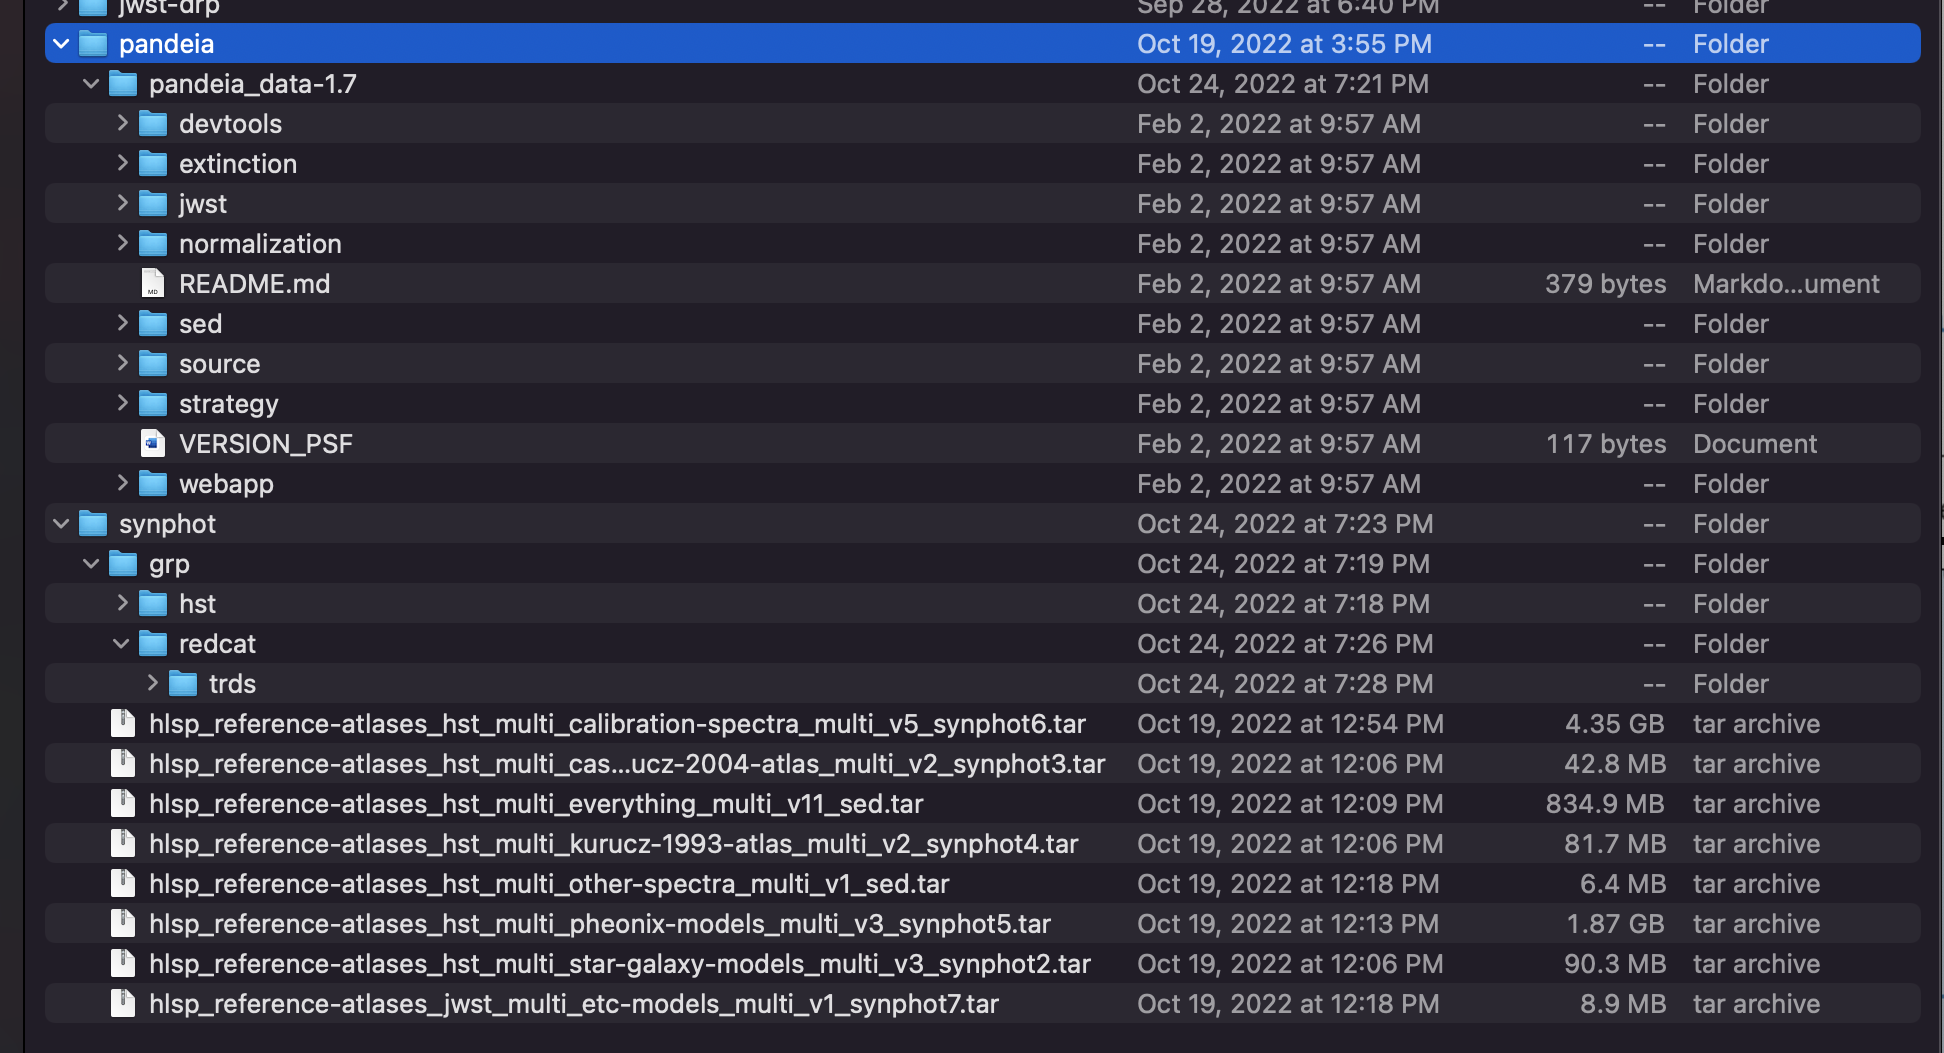 jwst-drp Sep 28, 2022 at 6:40 PM -- Folder
pandeia Oct 19, 2022 at 3:55 PM -- Folder
pandeia_data-1.7 Oct 24, 2022 at 7:21 PM -- Folder
devtools Feb 2, 2022 at 9:57 AM -- Folder
extinction Feb 2, 2022 at 9:57 AM -- Folder
jwst Feb 2, 2022 at 9:57 AM -- Folder
normalization Feb 2, 2022 at 9:57 AM -- Folder
README.md Feb 2, 2022 at 9:57 AM 379 bytes Markdo...ument
sed Feb 2, 2022 at 9:57 AM -- Folder
source Feb 2, 2022 at 9:57 AM -- Folder
strategy Feb 2, 2022 at 9:57 AM -- Folder
VERSION_PSF Feb 2, 2022 at 9:57 AM 117 bytes Document
webapp Feb 2, 2022 at 9:57 AM -- Folder
synphot Oct 24, 2022 at 7:23 PM -- Folder
grp Oct 24, 2022 at 7:19 PM -- Folder
hst Oct 24, 2022 at 7:18 PM -- Folder
redcat Oct 24, 2022 at 7:26 PM -- Folder
trds Oct 24, 2022 at 7:28 PM -- Folder
hlsp_reference-atlases_hst_multi_calibration-spectra_multi_v5_synphot6.tar Oct 19, 2022 at 12:54 PM 4.35 GB tar archive
hlsp_reference-atlases_hst_multi_cas...ucz-2004-atlas_multi_v2_synphot3.tar Oct 19, 2022 at 12:06 PM 42.8 MB tar archive
hlsp_reference-atlases_hst_multi_everything_multi_v11_sed.tar Oct 19, 2022 at 12:09 PM 834.9 MB tar archive
hlsp_reference-atlases_hst_multi_kurucz-1993-atlas_multi_v2_synphot4.tar Oct 19, 2022 at 12:06 PM 81.7 MB tar archive
hlsp_reference-atlases_hst_multi_other-spectra_multi_v1_sed.tar Oct 19, 2022 at 12:18 PM 6.4 MB tar archive
hlsp_reference-atlases_hst_multi_pheonix-models_multi_v3_synphot5.tar Oct 19, 2022 at 12:13 PM 1.87 GB tar archive
hlsp_reference-atlases_hst_multi_star-galaxy-models_multi_v3_synphot2.tar Oct 19, 2022 at 12:06 PM 90.3 MB tar archive
hlsp_reference-atlases_jwst_multi_etc-models_multi_v1_synphot7.tar Oct 19, 2022 at 12:18 PM 8.9 MB tar archive